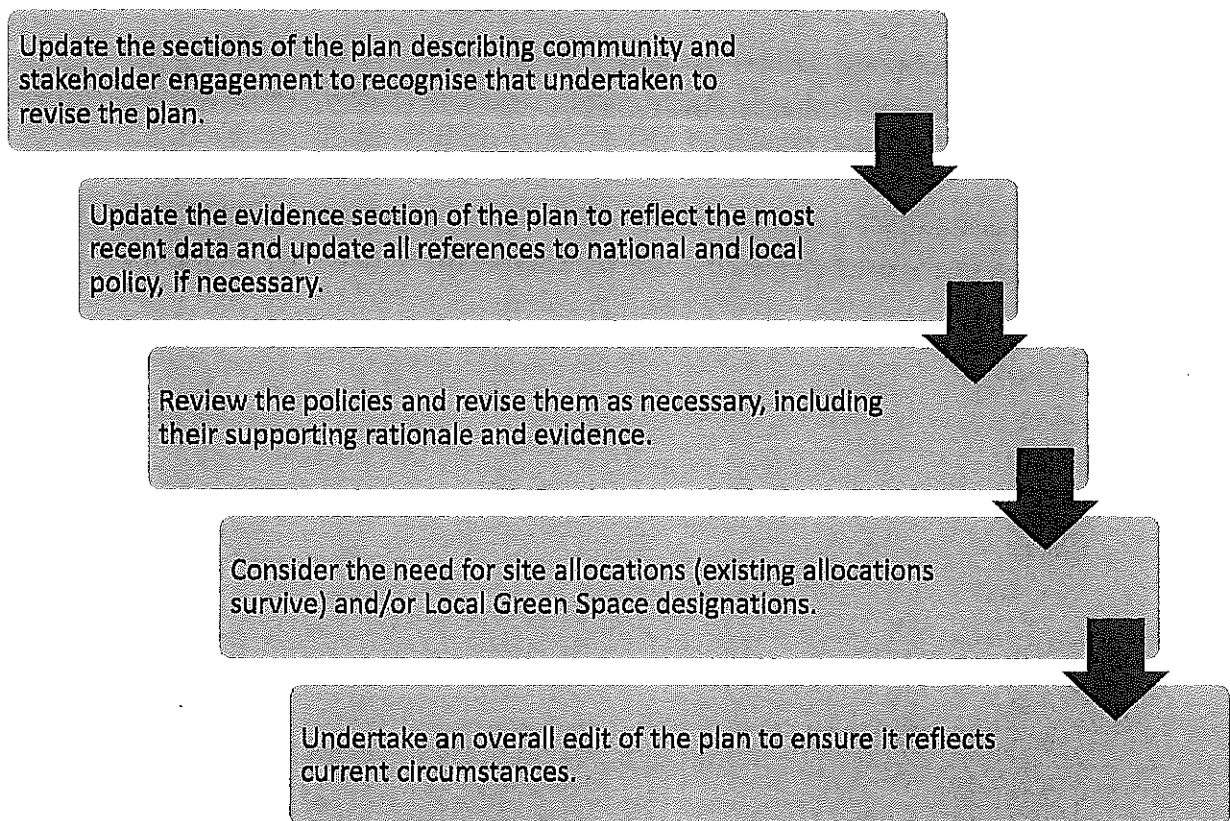 Update the sections of the plan describing community and
stakeholder engagement to recognise that undertaken to
revise the plan.
Update the evidence section of the plan to reflect the most
recent data and update all references to national and local
policy, if necessary.
Review the policies and revise them as necessary, including
their supporting rationale and evidence.
Consider the need for site allocations (existing allocations
survive) and/or Local Green Space designations.
Undertake an overall edit of the plan to ensure it reflects
current circumstances.